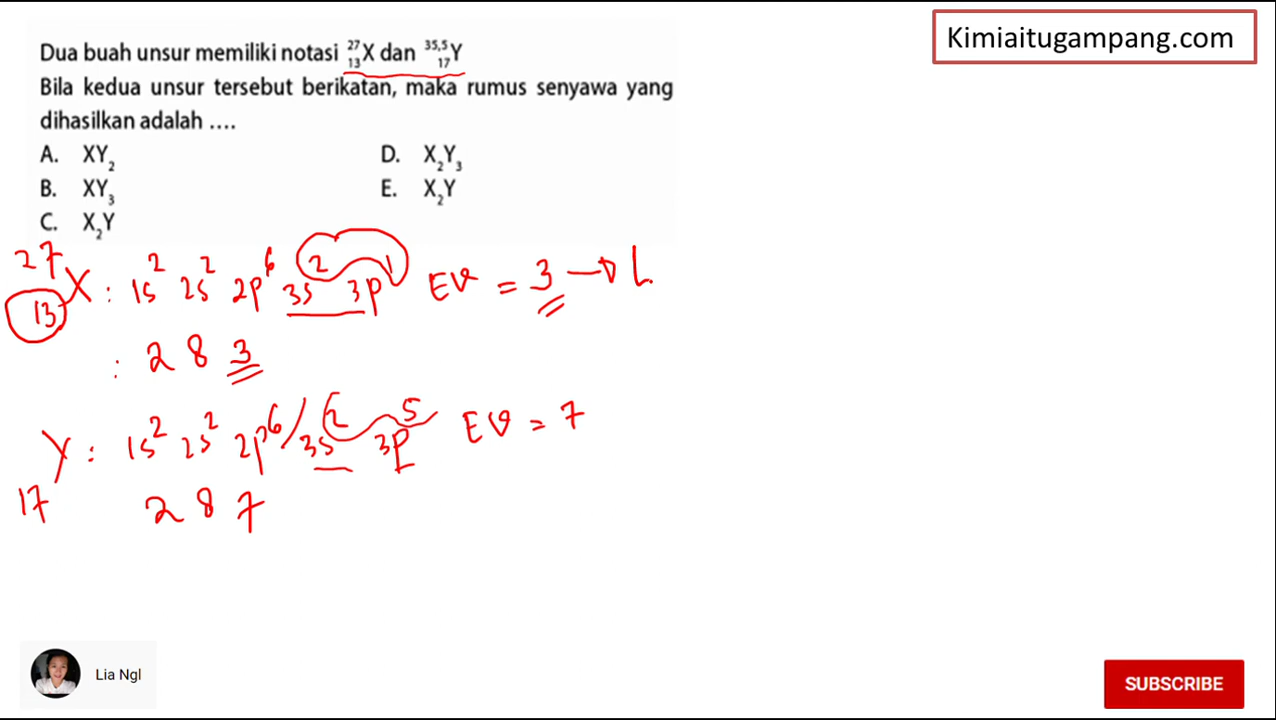 Kimiaitugampang.com
Dua buah unsur memiliki notasi ²⁷₁₃X dan ³⁵,⁵₁₇Y
Bila kedua unsur tersebut berikatan, maka rumus senyawa yang
dihasilkan adalah ....
A. XY₂
B. XY₃
C. X₂Y
D. X₂Y₃
E. X₂Y
27
13 X : 1s² 2s² 2p⁶ 3s² 3p¹ EV = 3 → L
: 2 8 3
Y : 1s² 2s² 2p⁶ / 3s² 3p⁵ EV = 7
17 2 8 7
Lia Ngl
SUBSCRIBE